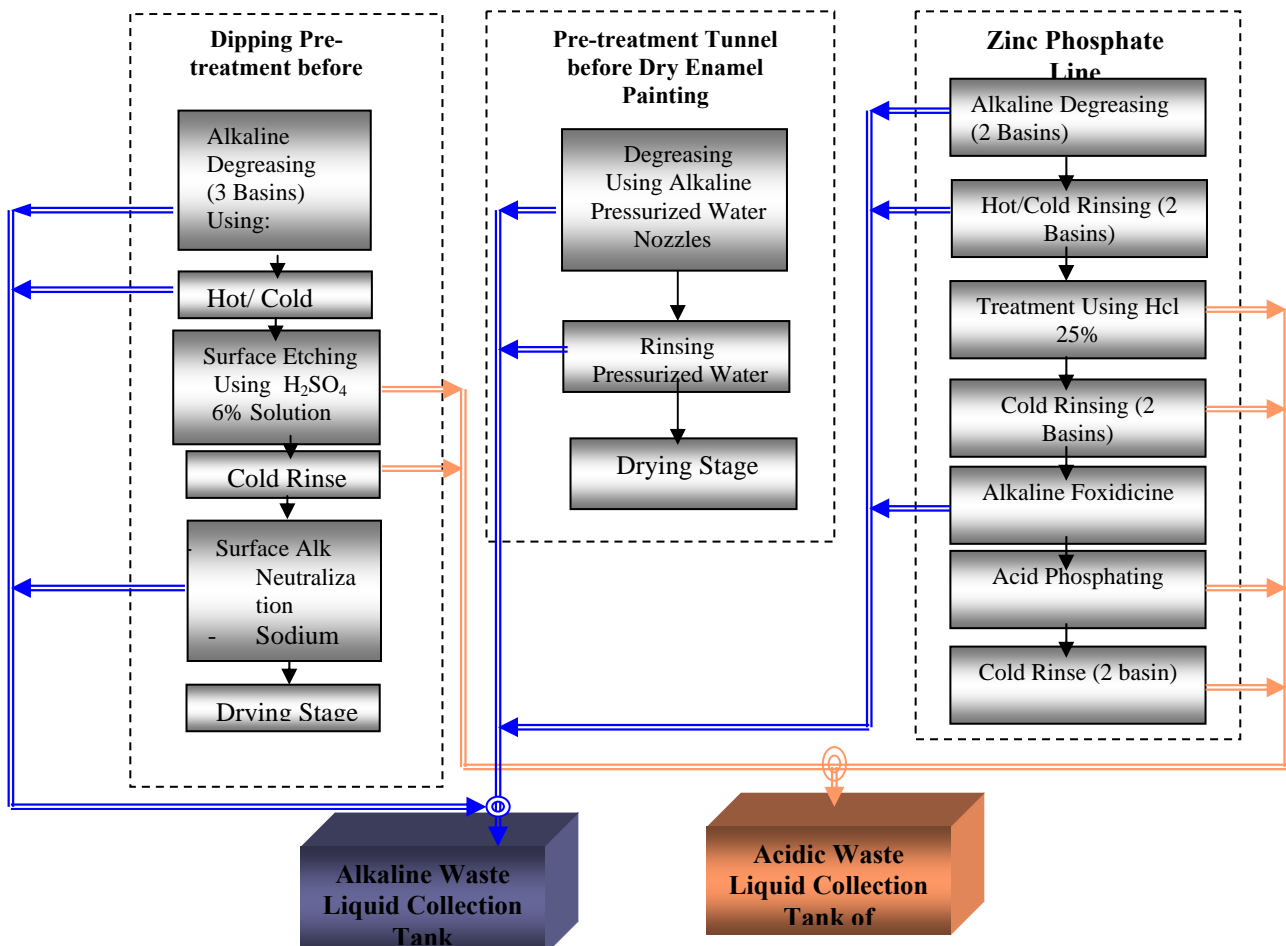 Dipping Pre-
treatment before
Alkaline
Degreasing
(3 Basins)
Using:
Hot/ Cold
Surface Etching
Using H₂SO₄
6% Solution
Cold Rinse
- Surface Alk
Neutraliza
tion
- Sodium
Drying Stage
Pre-treatment Tunnel
before Dry Enamel
Painting
Degreasing
Using Alkaline
Pressurized Water
Nozzles
Rinsing
Pressurized Water
Drying Stage
Zinc Phosphate
Line
Alkaline Degreasing
(2 Basins)
Hot/Cold Rinsing (2
Basins)
Treatment Using Hcl
25%
Cold Rinsing (2
Basins)
Alkaline Foxidicine
Acid Phosphating
Cold Rinse (2 basin)
Alkaline Waste
Liquid Collection
Tank
Acidic Waste
Liquid Collection
Tank of